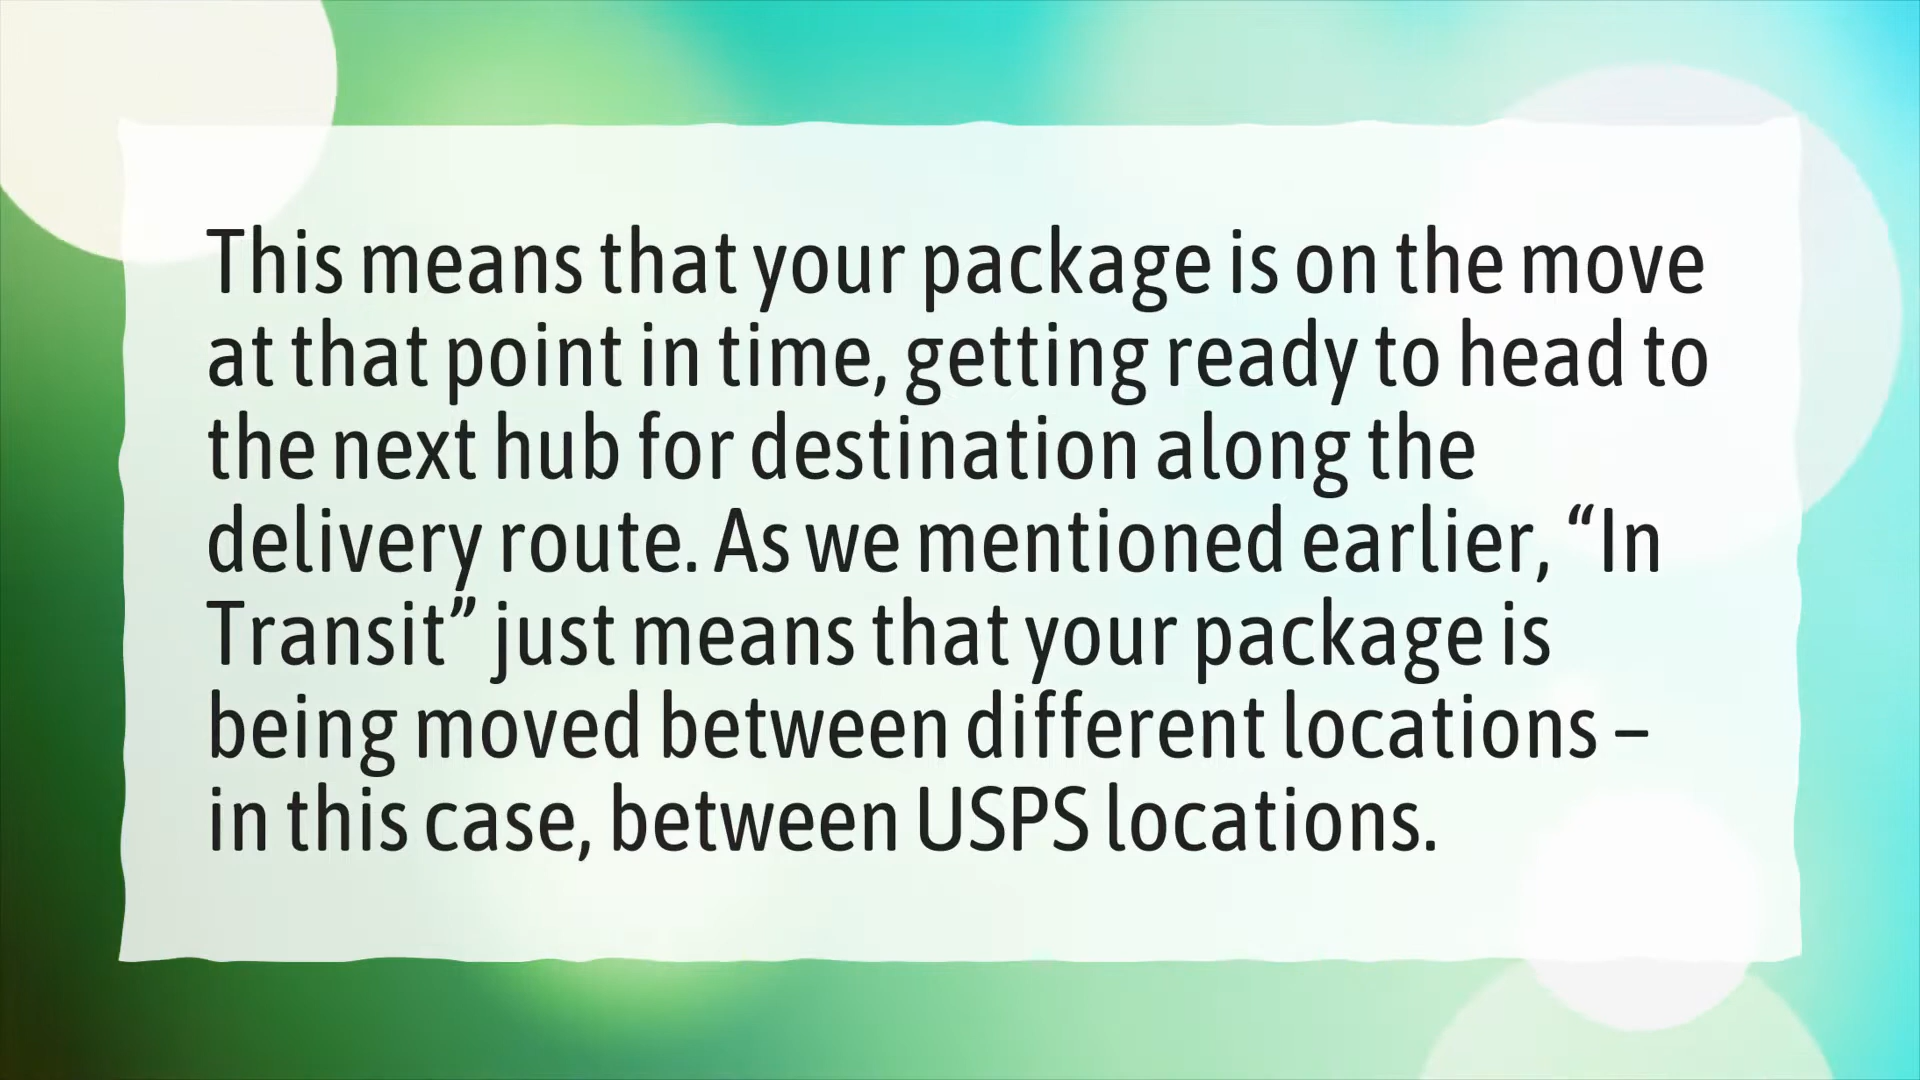 This means that your package is on the move
at that point in time, getting ready to head to
the next hub for destination along the
delivery route. As we mentioned earlier, “In
Transit” just means that your package is
being moved between different locations –
in this case, between USPS locations.